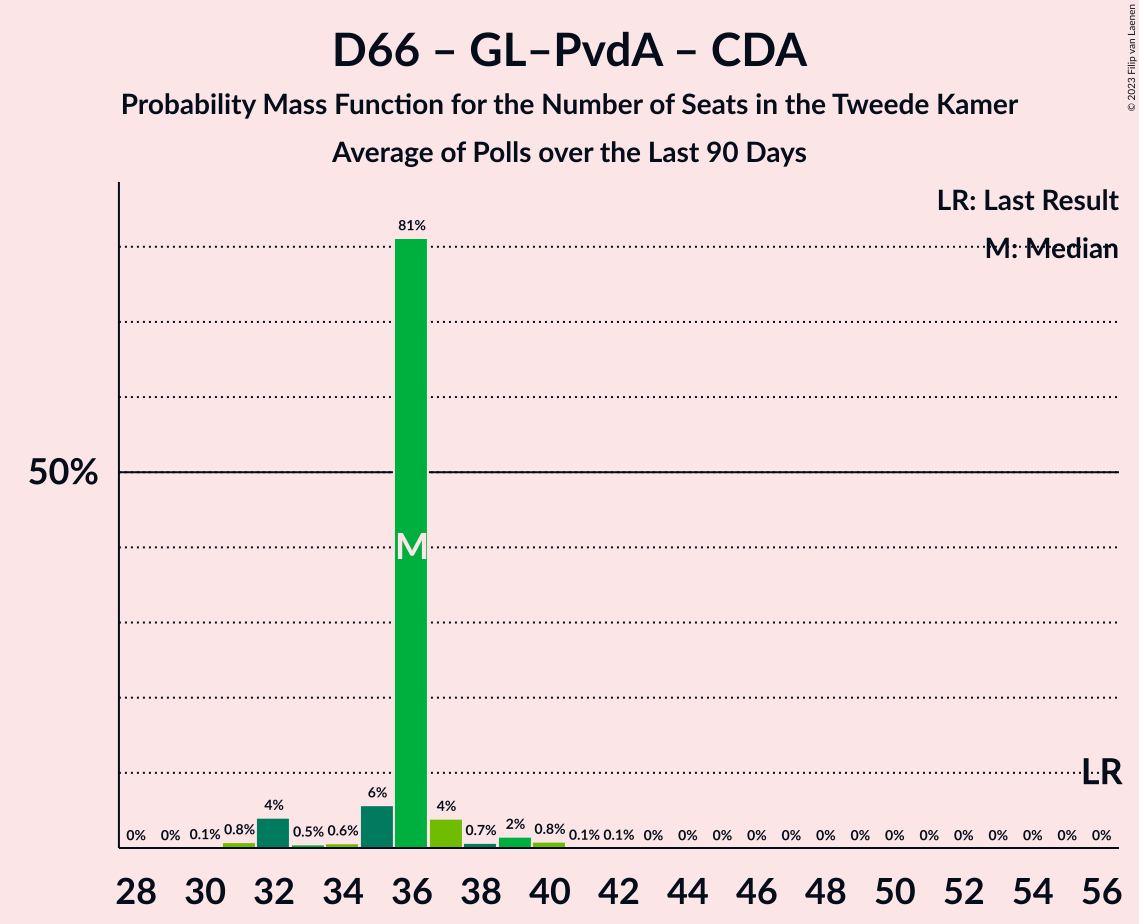 D66 – GL–PvdA – CDA
Probability Mass Function for the Number of Seats in the Tweede Kamer
Average of Polls over the Last 90 Days
© 2023 Filip van Laenen
LR: Last Result
M: Median
81%
50%
M
LR
0% 0% 0.1% 0.8% 4% 0.5% 0.6% 6% 4% 0.7% 2% 0.8% 0.1% 0.1% 0% 0% 0% 0% 0% 0% 0% 0% 0% 0% 0% 0% 0% 0%
28 30 32 34 36 38 40 42 44 46 48 50 52 54 56